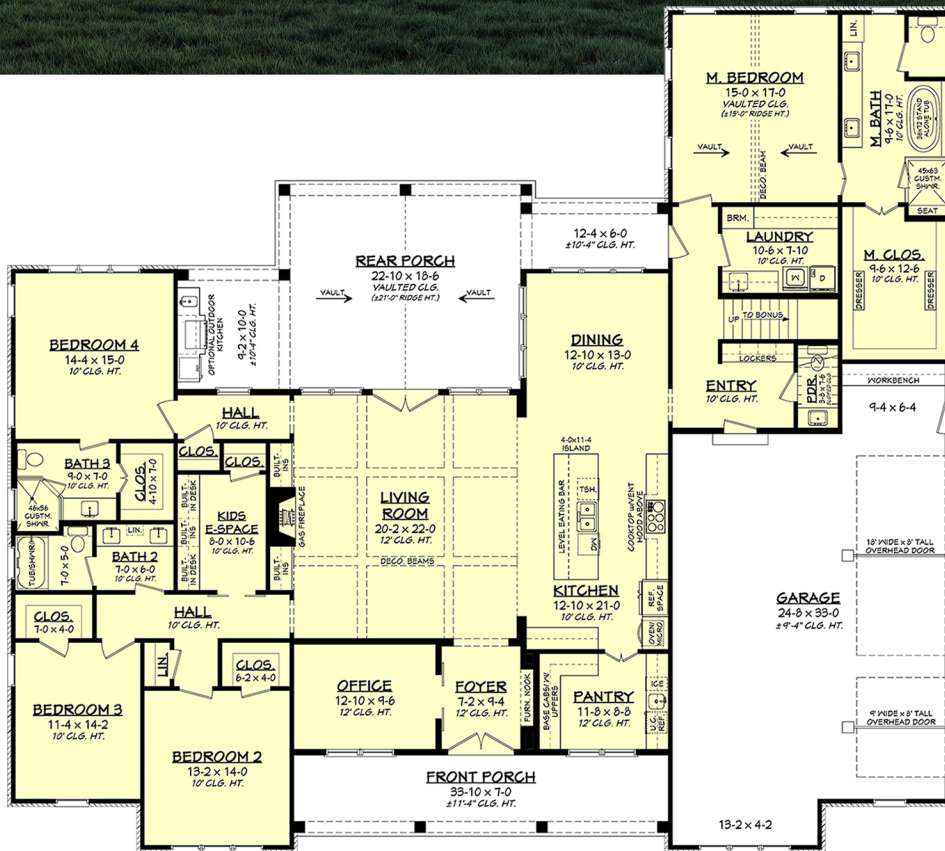 M. BEDROOM
15-0 x 17-0
VAULTED CLG.
(±15'-0" RIDGE HT.)
VAULT
VAULT
DECO. BEAM
LIN.
M. BATH
9-6 x 17-0
10' CLG. HT.
36x72 STAND
ALONE TUB
45x63
CUSTM.
SHWR.
SEAT
BRM.
LAUNDRY
10-6 x 7-10
10' CLG. HT.
W
D
M. CLOS.
9-6 x 12-6
10' CLG. HT.
DRESSER
DRESSER
UP TO BONUS
LOCKERS
ENTRY
10' CLG. HT.
PDR.
3-8 x 7-6
SLOPED CLG.
WORKBENCH
9-4 x 6-4
12-4 x 6-0
±10'-4" CLG. HT.
REAR PORCH
22-10 x 18-6
VAULTED CLG.
(±21'-0" RIDGE HT.)
VAULT
VAULT
OPTIONAL OUTDOOR
KITCHEN
9-2 x 10-0
±10'-4" CLG. HT.
BEDROOM 4
14-4 x 15-0
10' CLG. HT.
DINING
12-10 x 13-0
10' CLG. HT.
HALL
10' CLG. HT.
CLOS.
CLOS.
BATH 3
9-0 x 7-0
10' CLG. HT.
CLOS.
4-10 x 7-0
46x56
CUSTM.
SHWR.
BUILT-
IN DESK
BUILT-
INS
BUILT-
IN DESK
KIDS
E-SPACE
8-0 x 10-6
10' CLG. HT.
BUILT-
INS
GAS FIREPLACE
BUILT-
INS
LIVING
ROOM
20-2 x 22-0
12' CLG. HT.
DECO. BEAMS
4-0x11-4
ISLAND
LEVEL EATING BAR
TSH.
DW
COOKTOP w/VENT
HOOD ABOVE
KITCHEN
12-10 x 21-0
10' CLG. HT.
REF.
SPACE
OVEN/
MICRO
TUB/SHWR
7-0 x 5-0
LIN.
BATH 2
7-0 x 6-0
10' CLG. HT.
CLOS.
7-0 x 4-0
HALL
10' CLG. HT.
LIN.
CLOS.
6-2 x 4-0
BEDROOM 3
11-4 x 14-2
10' CLG. HT.
BEDROOM 2
13-2 x 14-0
10' CLG. HT.
OFFICE
12-10 x 9-6
12' CLG. HT.
FOYER
7-2 x 9-4
12' CLG. HT.
FURN. NOOK
BASE CABS/W
UPPERS
PANTRY
11-8 x 8-8
12' CLG. HT.
ICE
U.C.
REF.
FRONT PORCH
33-10 x 7-0
±11'-4" CLG. HT.
18' WIDE x 8' TALL
OVERHEAD DOOR
GARAGE
24-8 x 33-0
±9'-4" CLG. HT.
9' WIDE x 8' TALL
OVERHEAD DOOR
13-2 x 4-2